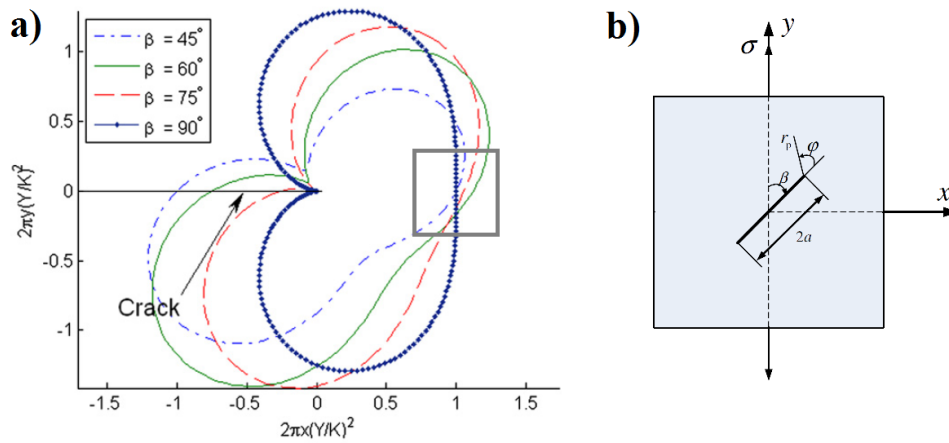 a)
β = 45°
β = 60°
β = 75°
β = 90°
1
0.5
0
-0.5
-1
2πy(Y/K)²
Crack
-1.5
-1
-0.5
0
0.5
1
1.5
2πx(Y/K)²
b)
y
σ
r_p
φ
β
x
2a